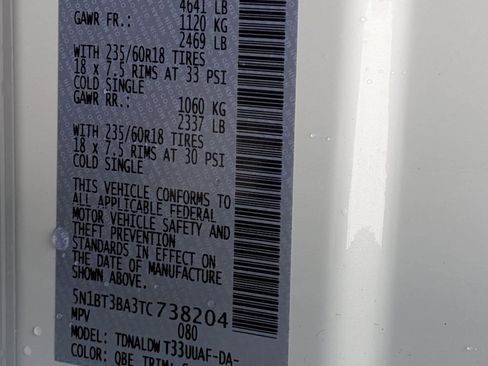 4641 LB
GAWR FR.: 1120 KG
2469 LB
WITH 235/60R18 TIRES
18 x 7.5 RIMS AT 33 PSI
COLD SINGLE
GAWR RR.: 1060 KG
2337 LB
WITH 235/60R18 TIRES
18 x 7.5 RIMS AT 30 PSI
COLD SINGLE
THIS VEHICLE CONFORMS TO
ALL APPLICABLE FEDERAL
MOTOR VEHICLE SAFETY AND
THEFT PREVENTION
STANDARDS IN EFFECT ON
THE DATE OF MANUFACTURE
SHOWN ABOVE.
5N1BT3BA3TC738204
MPV 080
MODEL: TDNALDW T33UUAF-DA-
COLOR: QBE TRIM: